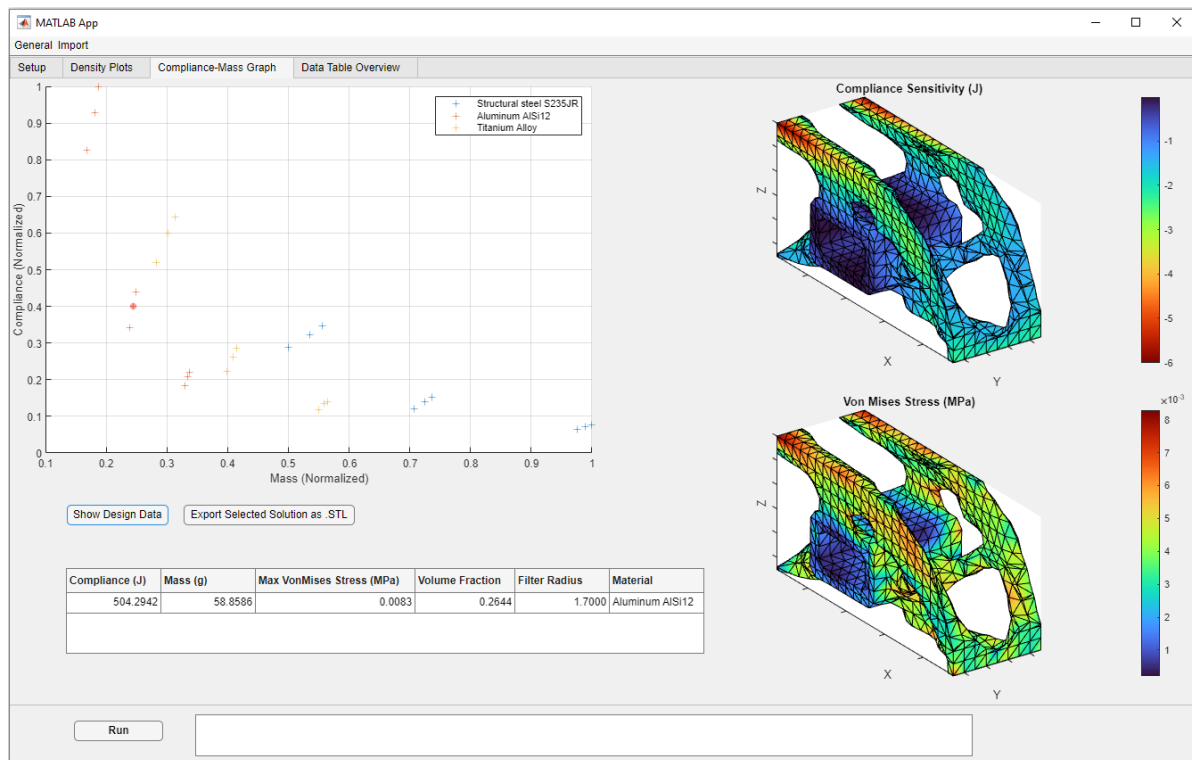 MATLAB App
General Import
Setup Density Plots Compliance-Mass Graph Data Table Overview
Structural steel S235JR
Aluminum AlSi12
Titanium Alloy
1
0.9
0.8
0.7
0.6
0.5
0.4
0.3
0.2
0.1
0
Compliance (Normalized)
0.1 0.2 0.3 0.4 0.5 0.6 0.7 0.8 0.9 1
Mass (Normalized)
Show Design Data Export Selected Solution as .STL
Compliance (J) Mass (g) Max VonMises Stress (MPa) Volume Fraction Filter Radius Material
504.2942 58.8586 0.0083 0.2644 1.7000 Aluminum AlSi12
Compliance Sensitivity (J)
Z
X
Y
-1
-2
-3
-4
-5
-6
Von Mises Stress (MPa)
×10⁻³
Z
X
Y
8
7
6
5
4
3
2
1
Run